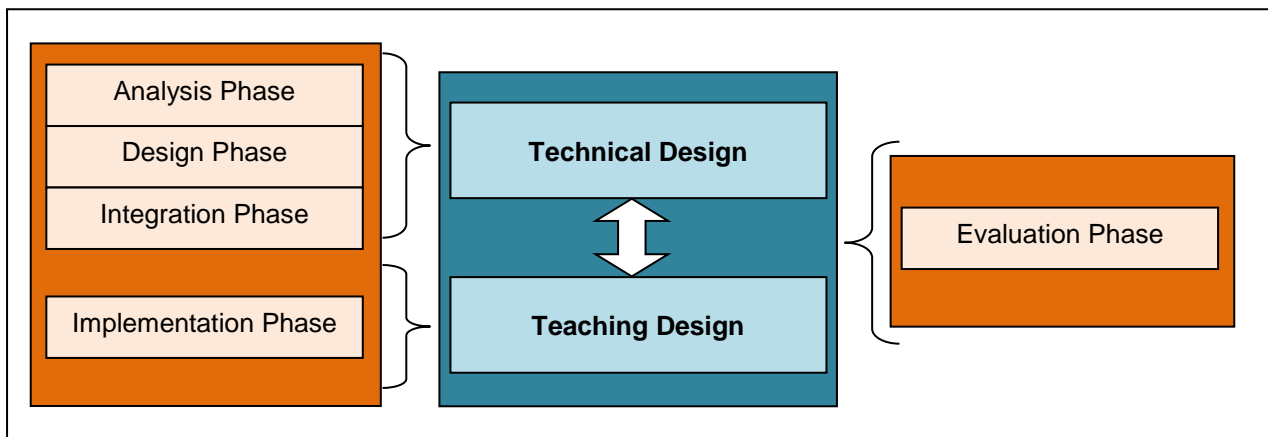 Analysis Phase
Design Phase
Integration Phase
Implementation Phase
Technical Design
Teaching Design
Evaluation Phase